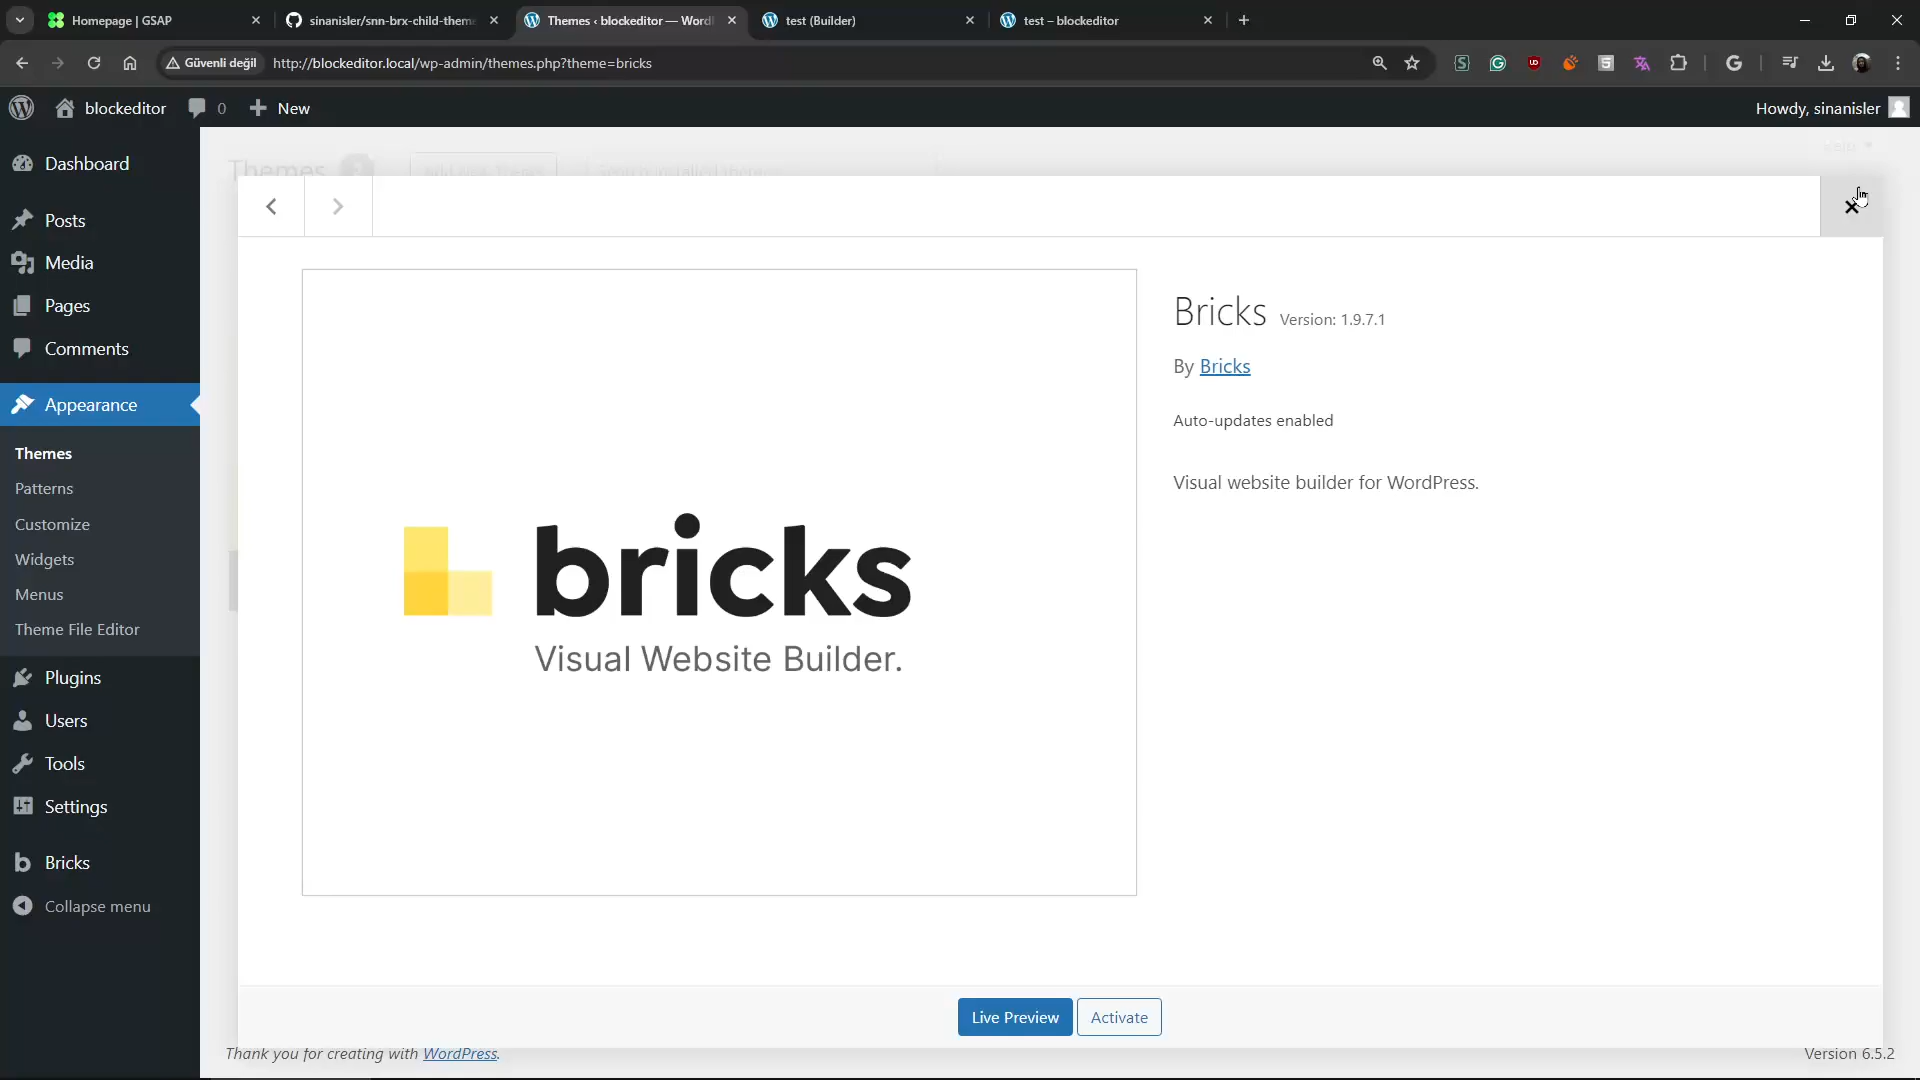 Homepage | GSAP
sinanisler/snn-brx-child-them
Themes ‹ blockeditor — Word
test (Builder)
test – blockeditor
Güvenli değil
http://blockeditor.local/wp-admin/themes.php?theme=bricks
blockeditor
0
New
Howdy, sinanisler
Dashboard
Posts
Media
Pages
Comments
Appearance
Themes
Patterns
Customize
Widgets
Menus
Theme File Editor
Plugins
Users
Tools
Settings
Bricks
Collapse menu
Themes
Bricks Version: 1.9.7.1
By Bricks
Auto-updates enabled
Visual website builder for WordPress.
bricks
Visual Website Builder.
Live Preview
Activate
Thank you for creating with WordPress.
Version 6.5.2